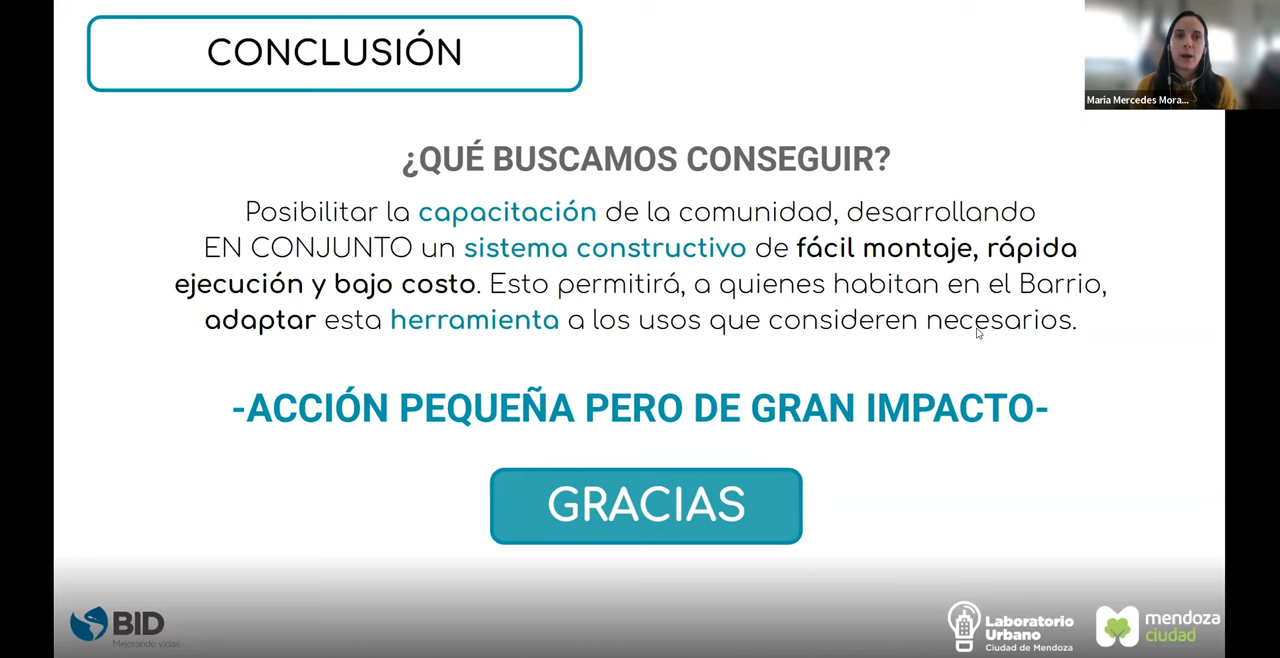 CONCLUSIÓN
Maria Mercedes Mora...
¿QUÉ BUSCAMOS CONSEGUIR?
Posibilitar la capacitación de la comunidad, desarrollando
EN CONJUNTO un sistema constructivo de fácil montaje, rápida
ejecución y bajo costo. Esto permitirá, a quienes habitan en el Barrio,
adaptar esta herramienta a los usos que consideren necesarios.
-ACCIÓN PEQUEÑA PERO DE GRAN IMPACTO-
GRACIAS
BID
Mejorando vidas
Laboratorio
Urbano
Ciudad de Mendoza
mendoza
ciudad